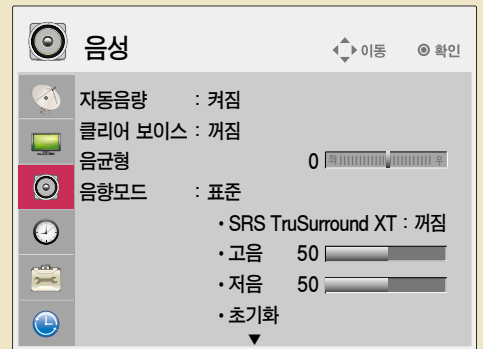 음성
이동 ◉ 확인
자동음량 : 켜짐
클리어 보이스 : 꺼짐
음균형 0 좌 우
음향모드 : 표준
• SRS TruSurround XT : 꺼짐
• 고음 50
• 저음 50
• 초기화
▼